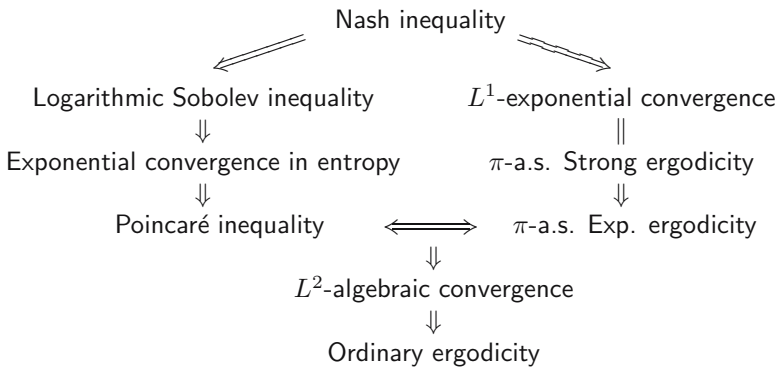 Nash inequality
Logarithmic Sobolev inequality
L¹-exponential convergence
Exponential convergence in entropy
π-a.s. Strong ergodicity
Poincaré inequality
π-a.s. Exp. ergodicity
L²-algebraic convergence
Ordinary ergodicity